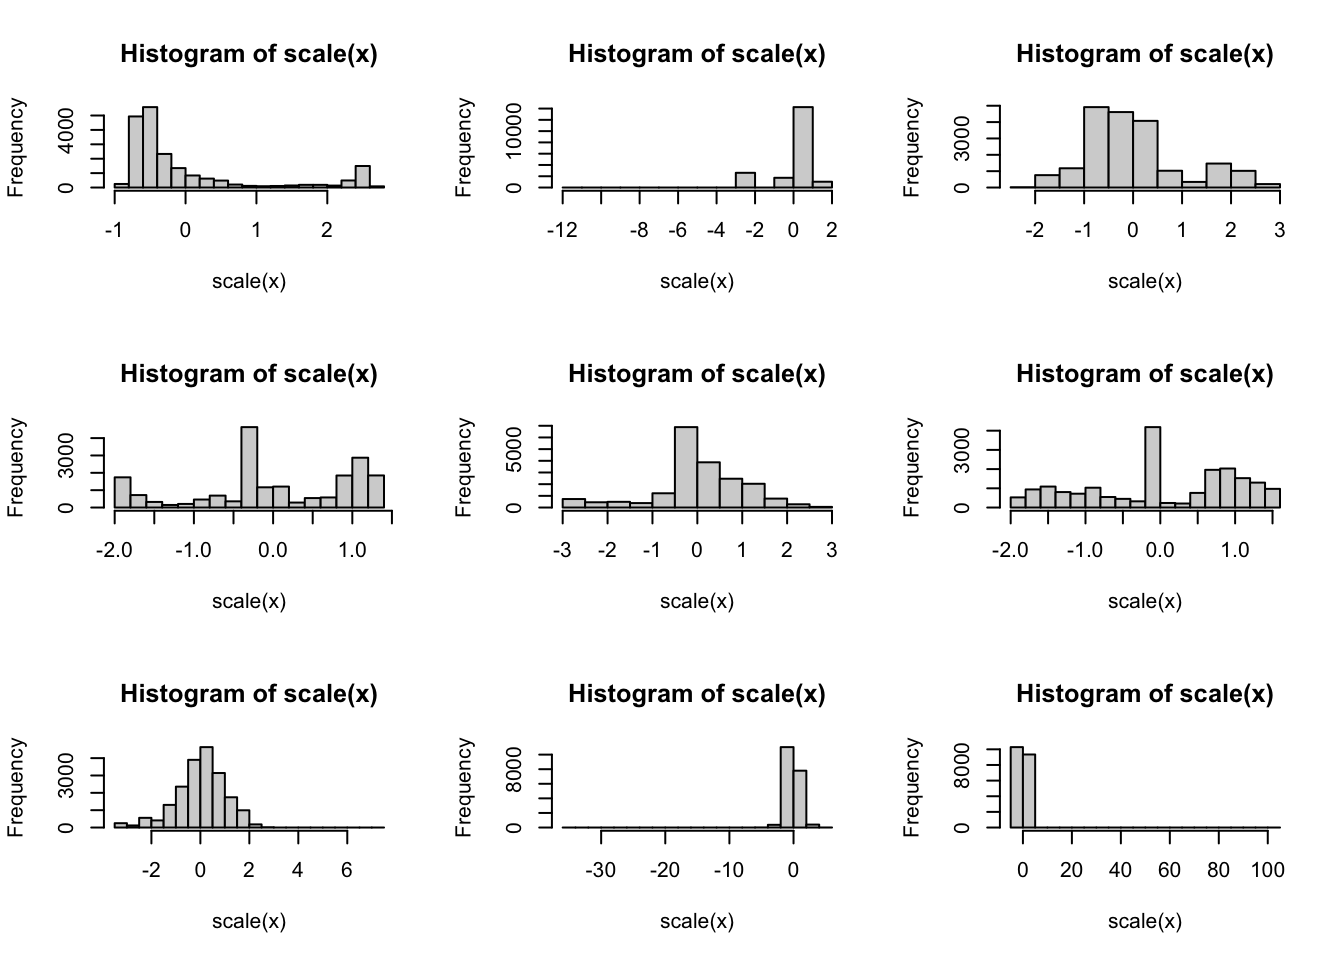 Histogram of scale(x)
Frequency
0 4000
-1 0 1 2
scale(x)
Histogram of scale(x)
Frequency
0 10000
-12 -8 -6 -4 -2 0 2
scale(x)
Histogram of scale(x)
Frequency
0 3000
-2 -1 0 1 2 3
scale(x)
Histogram of scale(x)
Frequency
0 3000
-2.0 -1.0 0.0 1.0
scale(x)
Histogram of scale(x)
Frequency
0 5000
-3 -2 -1 0 1 2 3
scale(x)
Histogram of scale(x)
Frequency
0 3000
-2.0 -1.0 0.0 1.0
scale(x)
Histogram of scale(x)
Frequency
0 3000
-2 0 2 4 6
scale(x)
Histogram of scale(x)
Frequency
0 8000
-30 -20 -10 0
scale(x)
Histogram of scale(x)
Frequency
0 8000
0 20 40 60 80 100
scale(x)